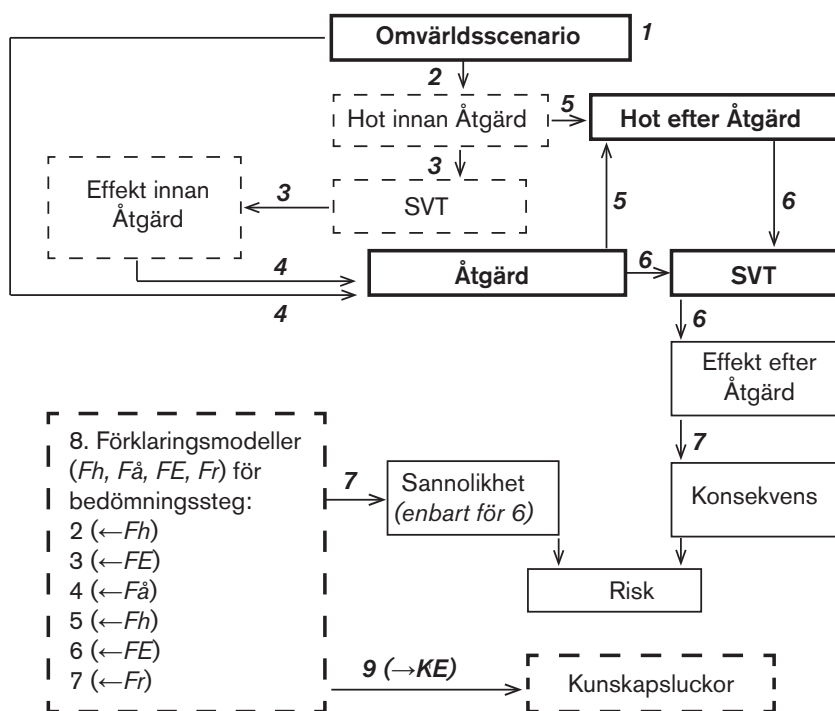 Omvärldsscenario
1
2
Hot innan Åtgärd
5
Hot efter Åtgärd
3
Effekt innan
Åtgärd
3
SVT
5
6
4
Åtgärd
6
SVT
4
6
Effekt efter
Åtgärd
7
8. Förklaringsmodeller
(Fh, Få, FE, Fr) för
bedömningssteg:
2 (←Fh)
3 (←FE)
4 (←Få)
5 (←Fh)
6 (←FE)
7 (←Fr)
7
Sannolikhet
(enbart för 6)
Konsekvens
Risk
9 (→KE)
Kunskapsluckor